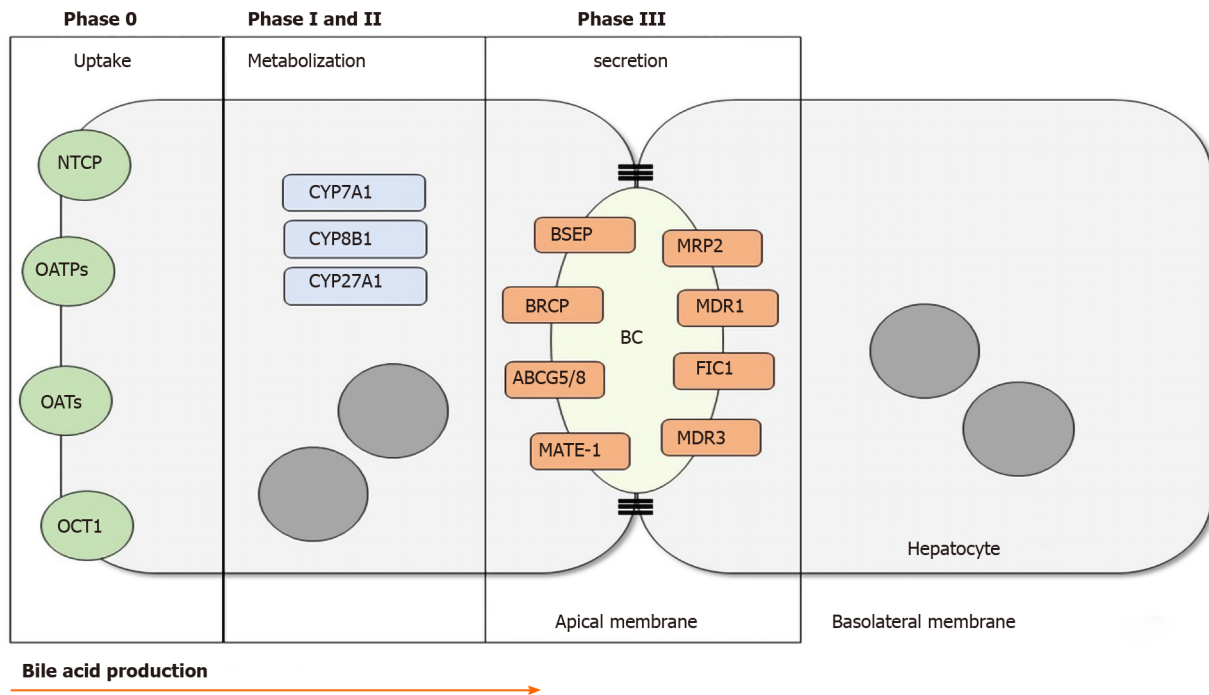 Phase 0
Phase I and II
Phase III
Uptake
Metabolization
secretion
NTCP
OATPs
OATs
OCT1
CYP7A1
CYP8B1
CYP27A1
BSEP
BRCP
ABCG5/8
MATE-1
BC
MRP2
MDR1
FIC1
MDR3
Hepatocyte
Apical membrane
Basolateral membrane
Bile acid production